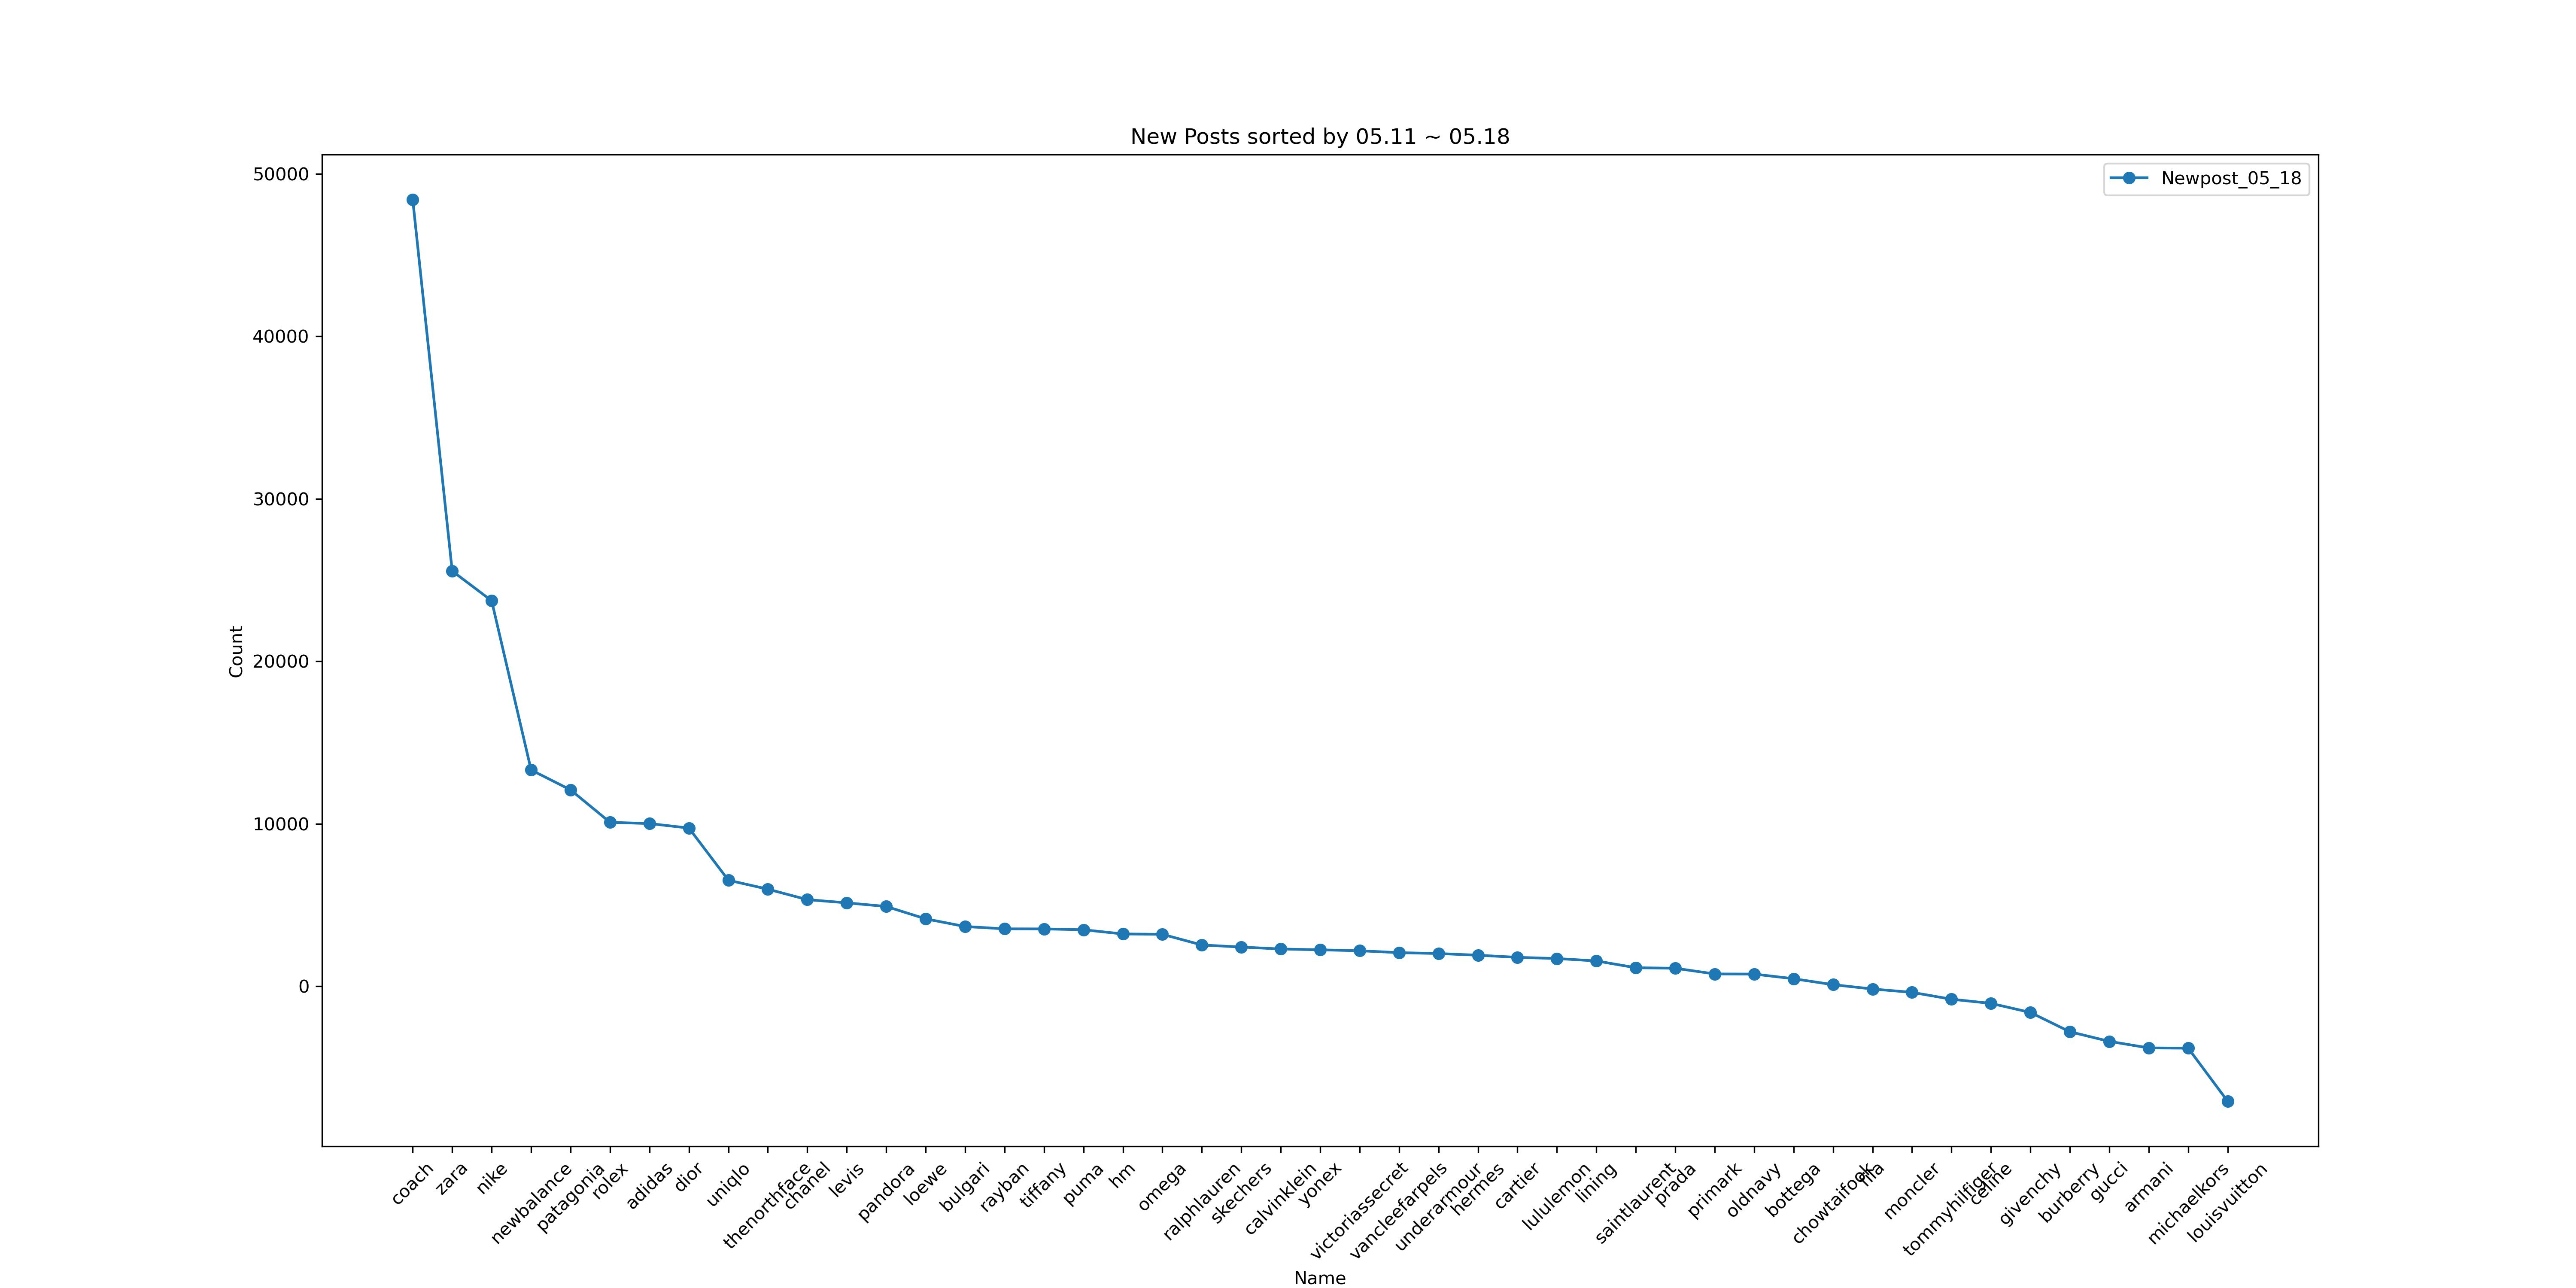 New Posts sorted by 05.11 ~ 05.18
Newpost_05_18
50000
40000
30000
20000
10000
0
Count
coach
zara
nike
newbalance
patagonia
rolex
adidas
dior
uniqlo
thenorthface
chanel
levis
pandora
loewe
bulgari
rayban
tiffany
puma
hm
omega
ralphlauren
skechers
calvinklein
yonex
victoriassecret
vancleefarpels
underarmour
hermes
cartier
lululemon
lining
saintlaurent
prada
primark
oldnavy
bottega
chowtaifook
fila
moncler
tommyhilfiger
celine
givenchy
burberry
gucci
armani
michaelkors
louisvuitton
Name